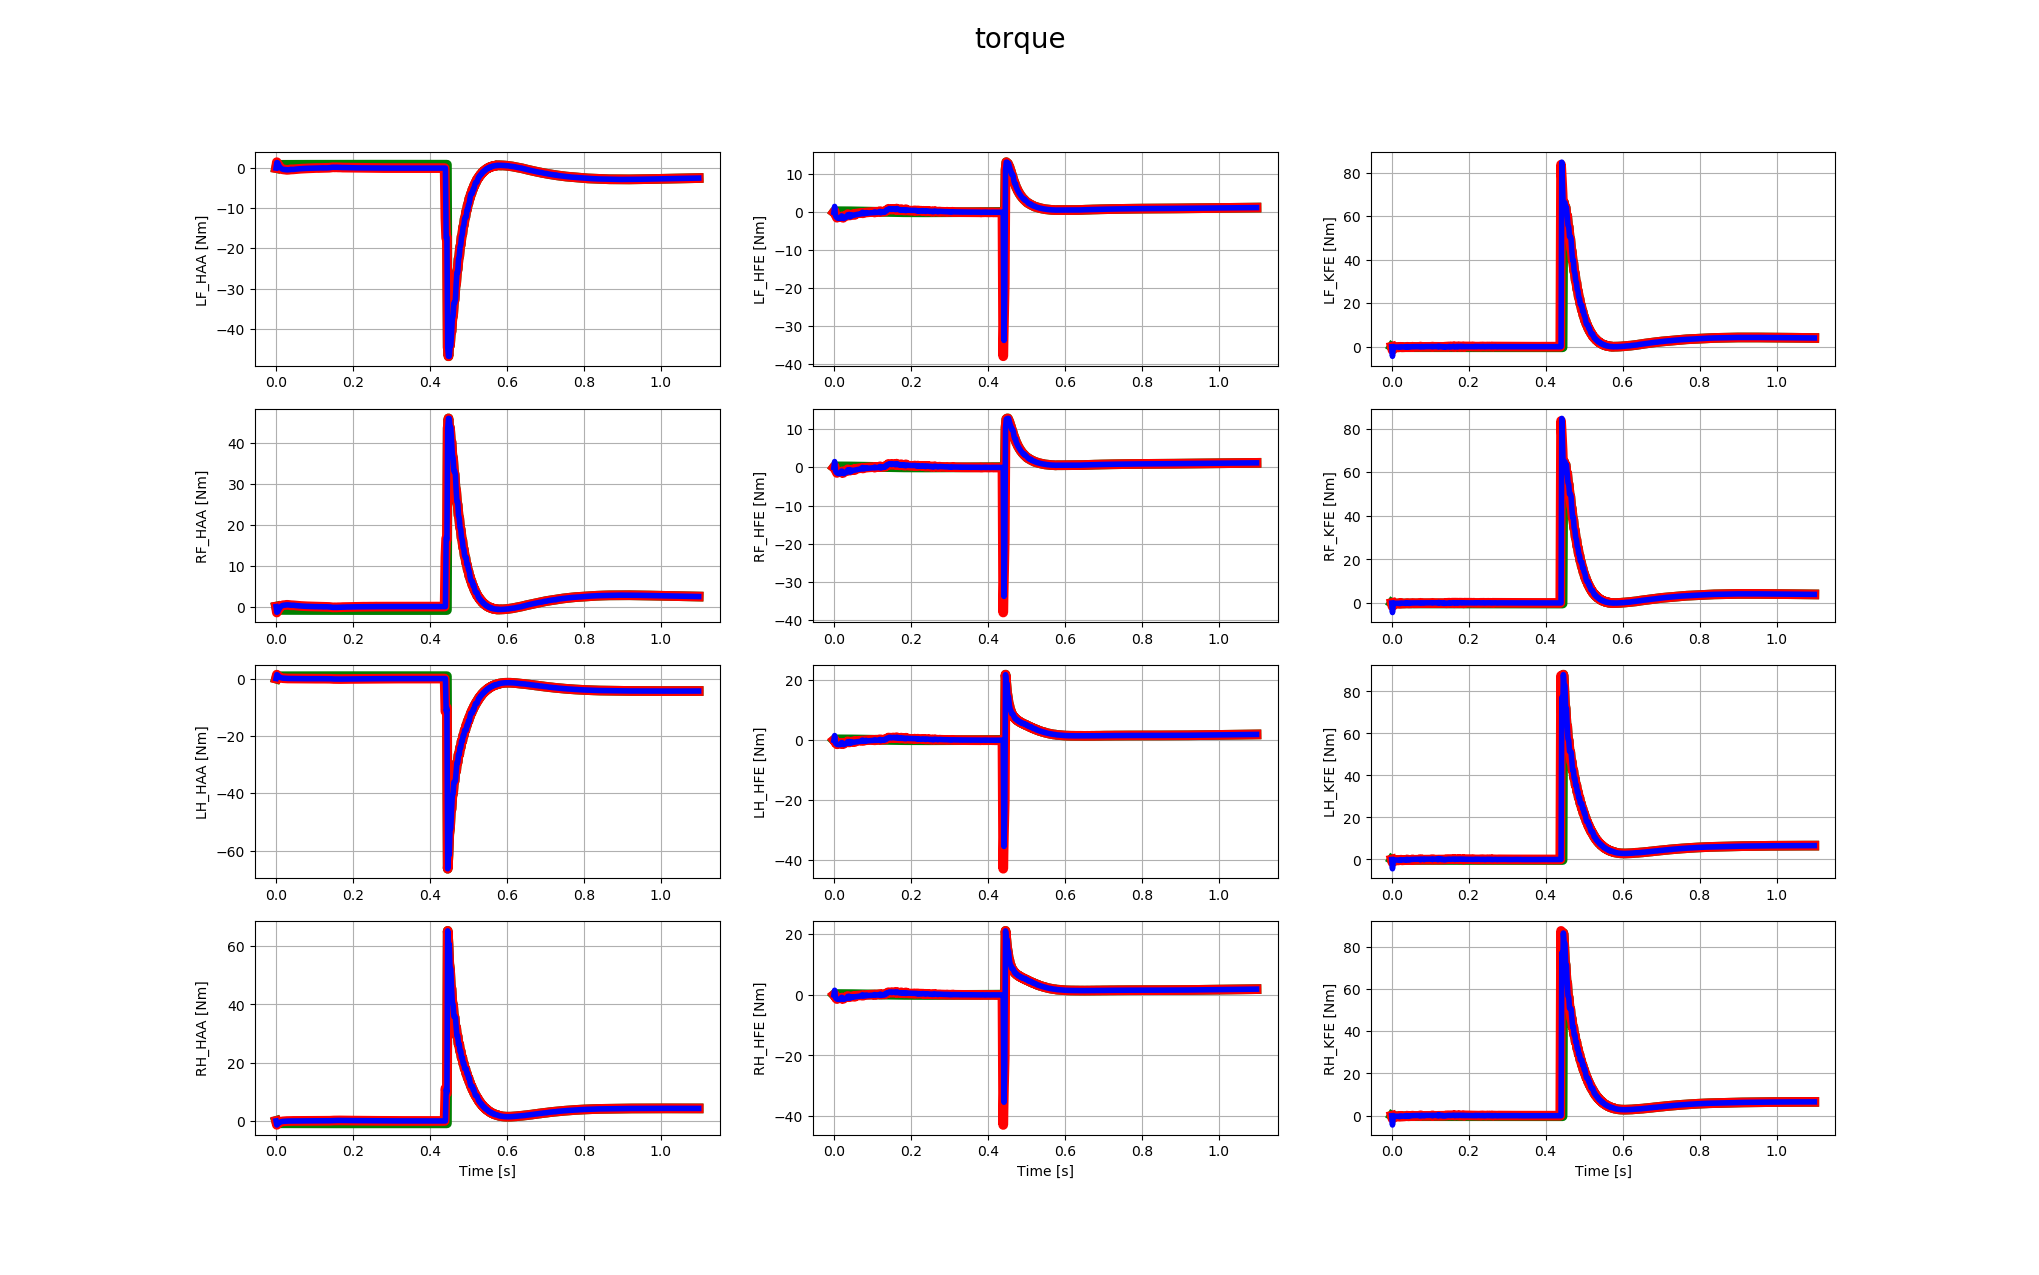 torque
LF_HAA [Nm]
0
−10
−20
−30
−40
0.0 0.2 0.4 0.6 0.8 1.0
LF_HFE [Nm]
10
0
−10
−20
−30
−40
0.0 0.2 0.4 0.6 0.8 1.0
LF_KFE [Nm]
80
60
40
20
0
0.0 0.2 0.4 0.6 0.8 1.0
RF_HAA [Nm]
40
30
20
10
0
0.0 0.2 0.4 0.6 0.8 1.0
RF_HFE [Nm]
10
0
−10
−20
−30
−40
0.0 0.2 0.4 0.6 0.8 1.0
RF_KFE [Nm]
80
60
40
20
0
0.0 0.2 0.4 0.6 0.8 1.0
LH_HAA [Nm]
0
−20
−40
−60
0.0 0.2 0.4 0.6 0.8 1.0
LH_HFE [Nm]
20
0
−20
−40
0.0 0.2 0.4 0.6 0.8 1.0
LH_KFE [Nm]
80
60
40
20
0
0.0 0.2 0.4 0.6 0.8 1.0
RH_HAA [Nm]
60
40
20
0
0.0 0.2 0.4 0.6 0.8 1.0
Time [s]
RH_HFE [Nm]
20
0
−20
−40
0.0 0.2 0.4 0.6 0.8 1.0
Time [s]
RH_KFE [Nm]
80
60
40
20
0
0.0 0.2 0.4 0.6 0.8 1.0
Time [s]